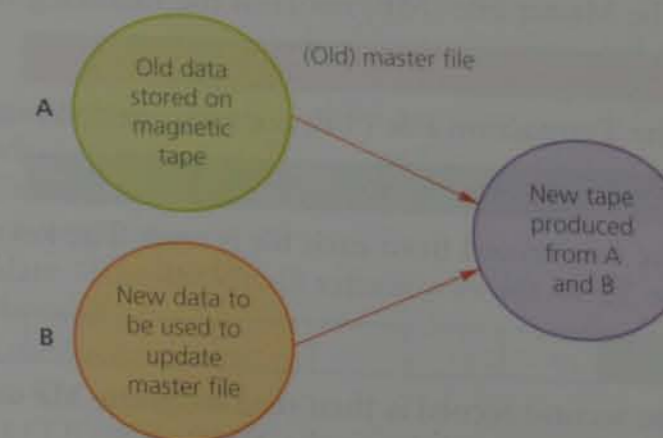 (Old) master file
A
Old data
stored on
magnetic
tape
New tape
produced
from A
and B
B
New data to
be used to
update
master file